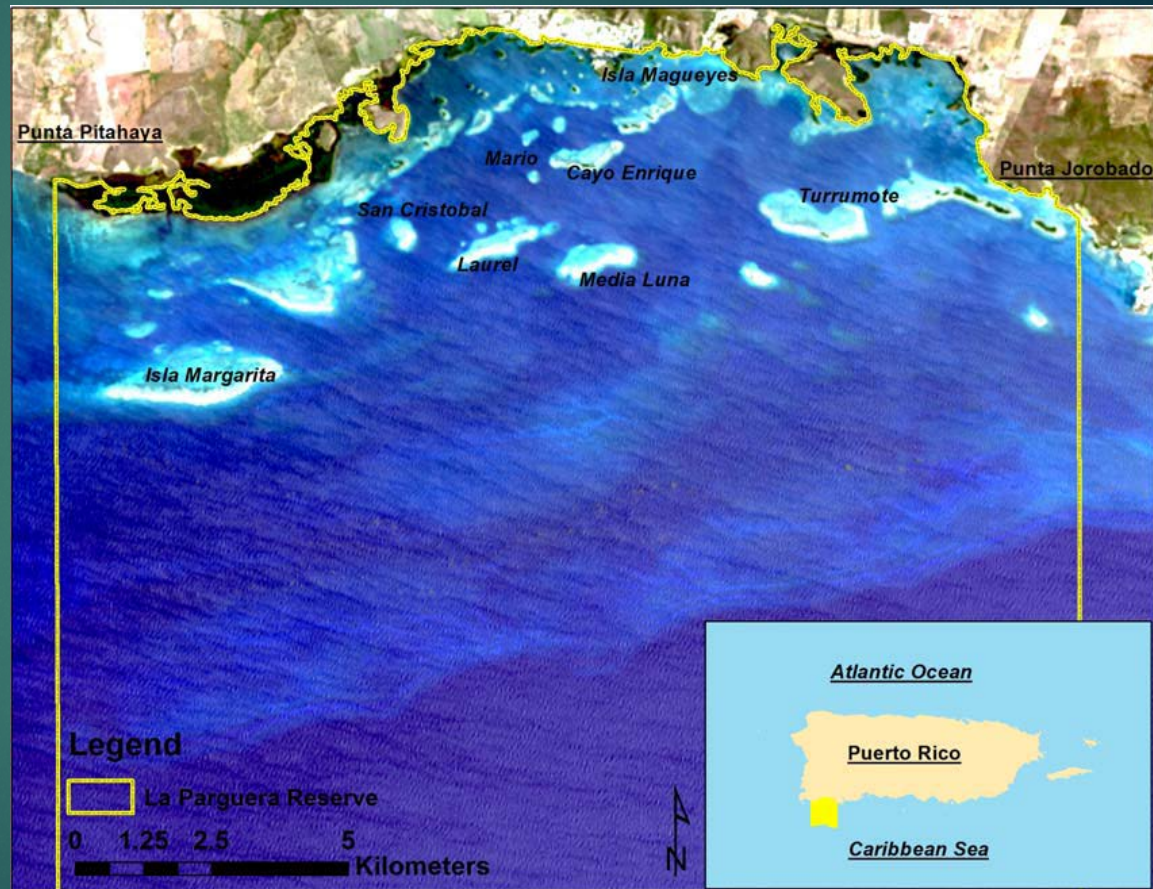 Isla Magueyes
Punta Pitahaya
Mario
Cayo Enrique
Punta Jorobado
San Cristobal
Turrumote
Laurel
Media Luna
Isla Margarita
Legend
La Parguera Reserve
0 1.25 2.5 5
Kilometers
N
Atlantic Ocean
Puerto Rico
Caribbean Sea